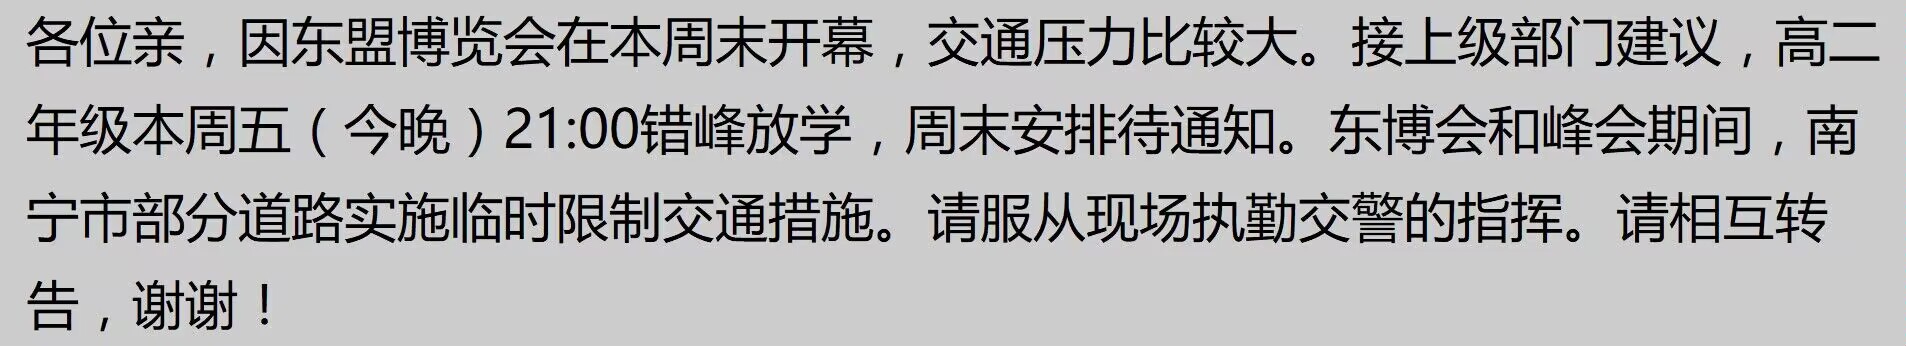 各位亲，因东盟博览会在本周末开幕，交通压力比较大。接上级部门建议，高二
年级本周五（今晚）21:00错峰放学，周末安排待通知。东博会和峰会期间，南
宁市部分道路实施临时限制交通措施。请服从现场执勤交警的指挥。请相互转
告，谢谢！